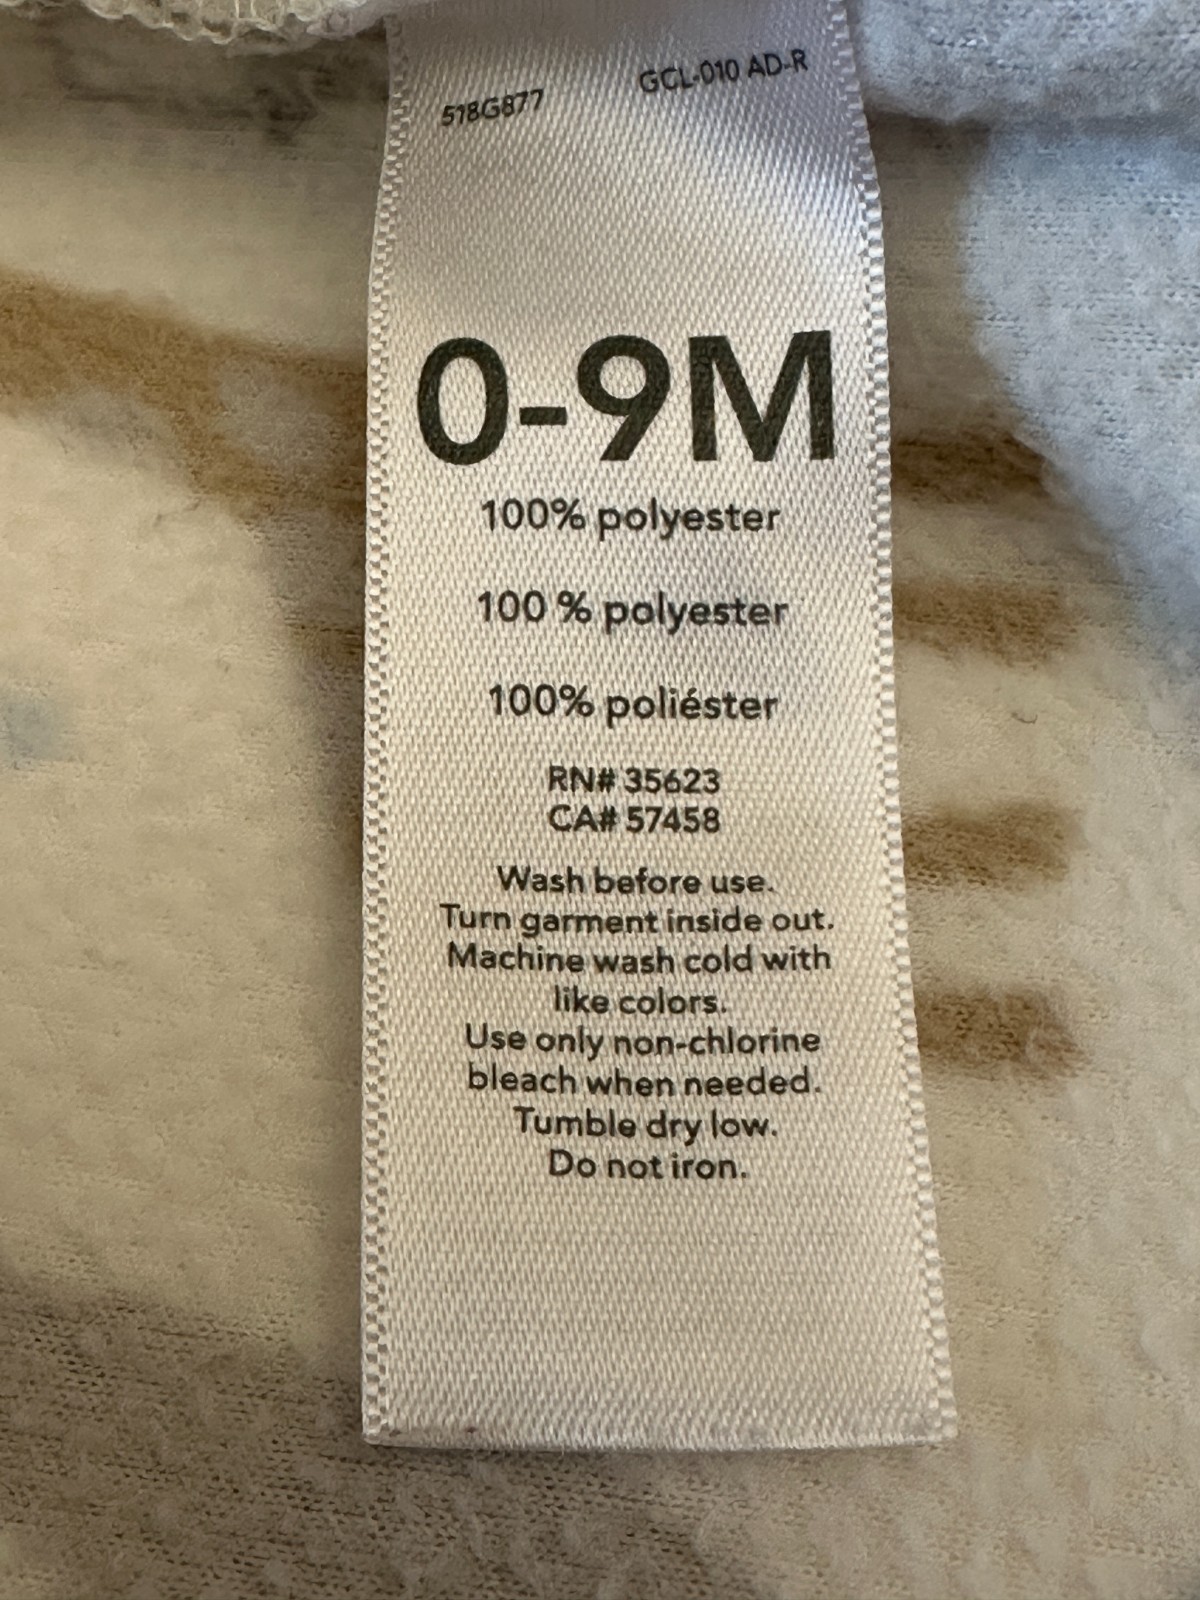 518G877 GCL-010 AD-R
0-9M
100% polyester
100 % polyester
100% poliéster
RN# 35623
CA# 57458
Wash before use.
Turn garment inside out.
Machine wash cold with
like colors.
Use only non-chlorine
bleach when needed.
Tumble dry low.
Do not iron.